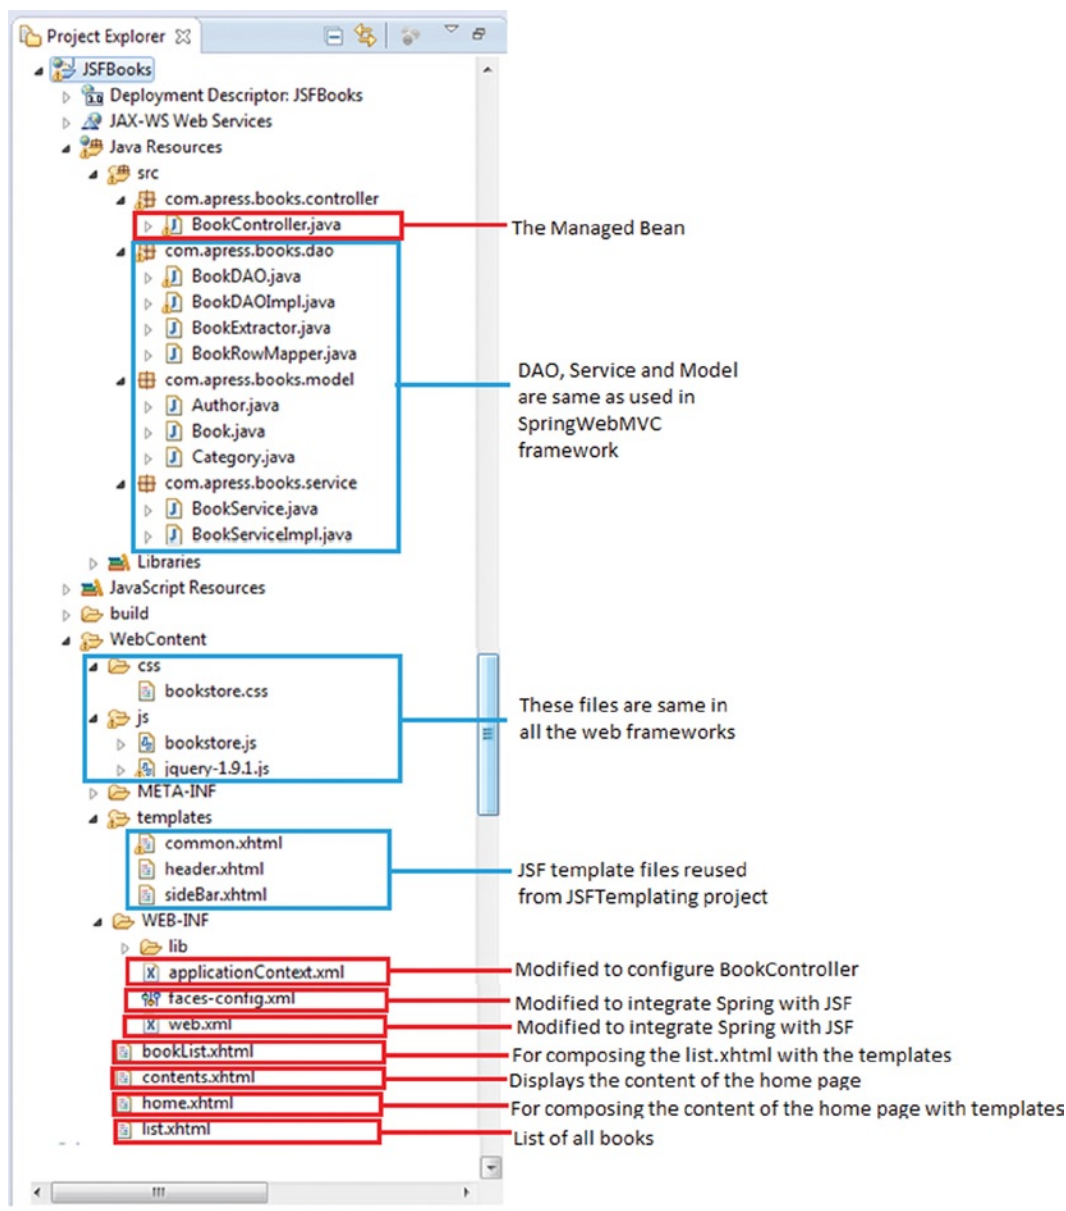 Project Explorer
JSFBooks
3.0 Deployment Descriptor: JSFBooks
JAX-WS Web Services
Java Resources
src
com.apress.books.controller
BookController.java
The Managed Bean
com.apress.books.dao
BookDAO.java
BookDAOImpl.java
BookExtractor.java
BookRowMapper.java
com.apress.books.model
Author.java
Book.java
Category.java
com.apress.books.service
BookService.java
BookServiceImpl.java
DAO, Service and Model
are same as used in
SpringWebMVC
framework
Libraries
JavaScript Resources
build
WebContent
css
bookstore.css
js
bookstore.js
jquery-1.9.1.js
These files are same in
all the web frameworks
META-INF
templates
common.xhtml
header.xhtml
sideBar.xhtml
JSF template files reused
from JSFTemplating project
WEB-INF
lib
applicationContext.xml
Modified to configure BookController
faces-config.xml
Modified to integrate Spring with JSF
web.xml
Modified to integrate Spring with JSF
bookList.xhtml
For composing the list.xhtml with the templates
contents.xhtml
Displays the content of the home page
home.xhtml
For composing the content of the home page with templates
list.xhtml
List of all books